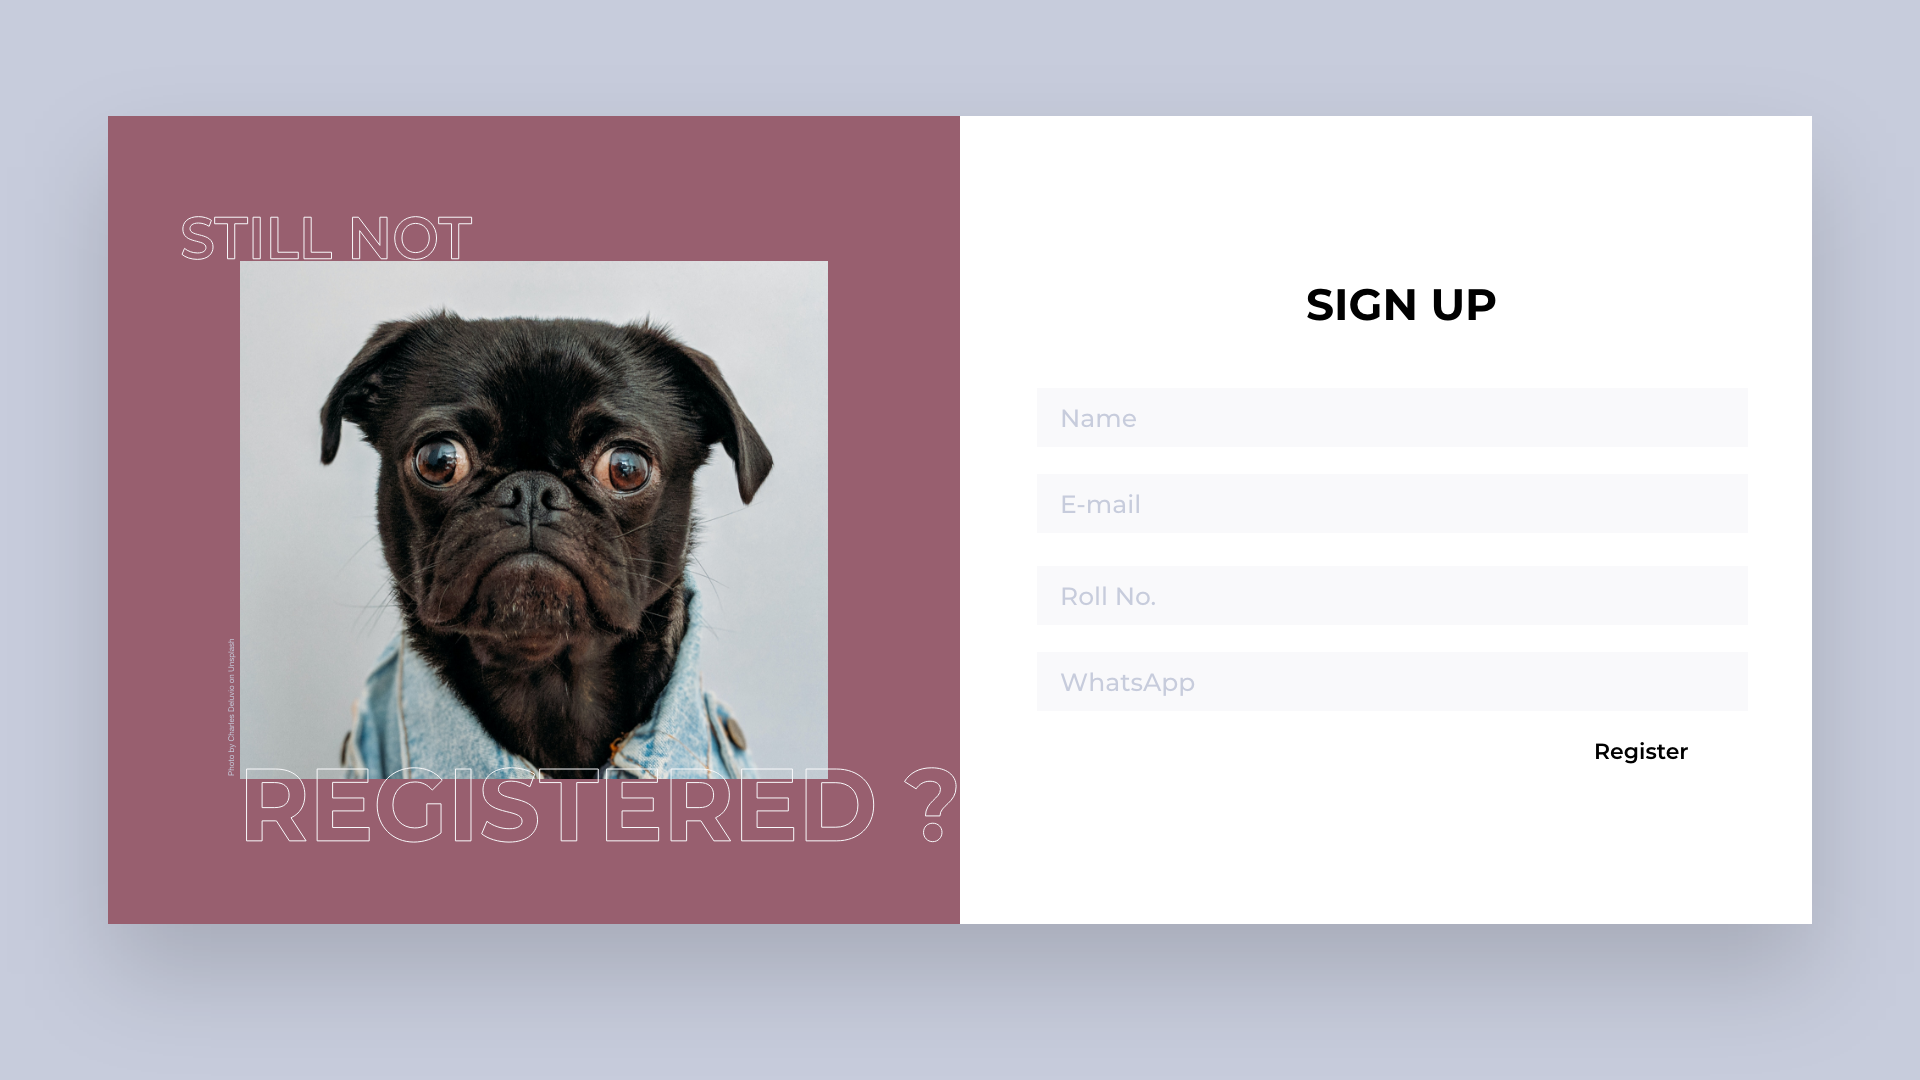 STILL NOT
Photo by Charles Deluvio on Unsplash
REGISTERED ?
SIGN UP
Name
E-mail
Roll No.
WhatsApp
Register